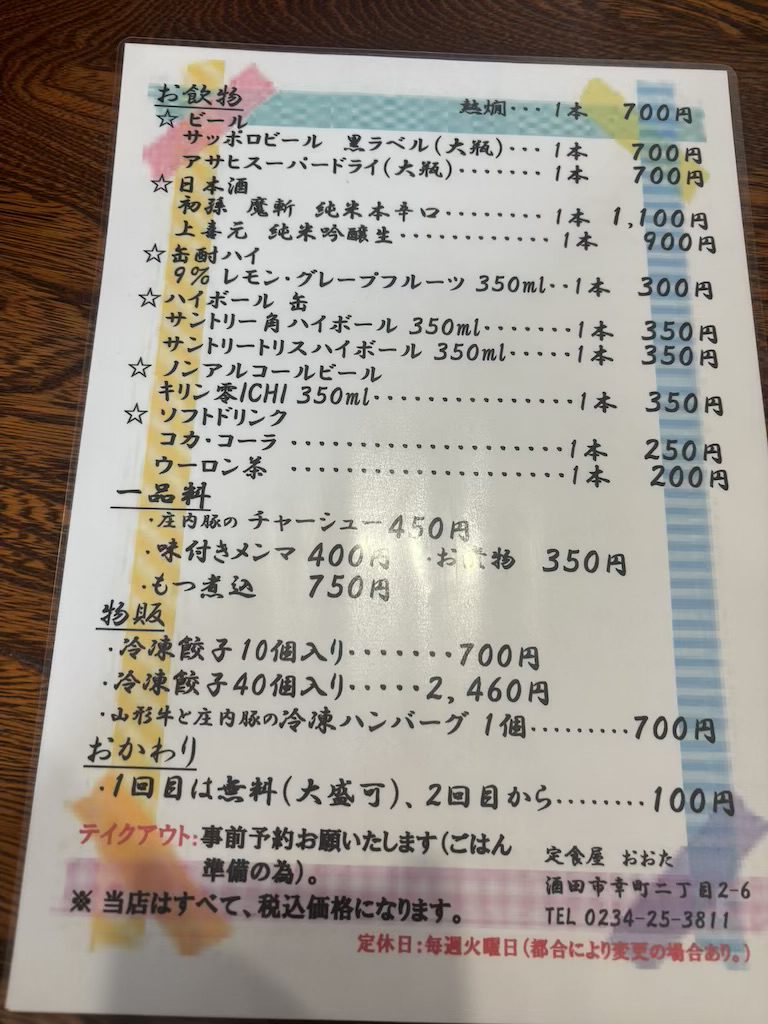 お飲物
熱燗・・・1本 700円
☆ ビール
サッポロビール 黒ラベル(大瓶)・・・1本 700円
アサヒスーパードライ(大瓶)・・・・・・・1本 700円
☆日本酒
初孫 魔斬 純米本辛口・・・・・・・・1本 1,100円
上喜元 純米吟醸生・・・・・・・・・・・・1本 900円
☆缶酎ハイ
9% レモン・グレープフルーツ 350ml・・1本 300円
☆ハイボール 缶
サントリー角ハイボール 350ml・・・・・・・1本 350円
サントリートリスハイボール 350ml・・・・・1本 350円
☆ ノンアルコールビール
キリン零ICHI 350ml・・・・・・・・・・・・・・・1本 350円
☆ ソフトドリンク
コカ・コーラ ・・・・・・・・・・・・・・・・・・・・1本 250円
ウーロン茶 ・・・・・・・・・・・・・・・・・・・・1本 200円
一品料
・庄内豚の チャーシュー450円
・味付きメンマ 400円 ・お漬物 350円
・もつ煮込 750円
物販
・冷凍餃子10個入り・・・・・・・700円
・冷凍餃子40個入り・・・・・2,460円
・山形牛と庄内豚の冷凍ハンバーグ 1個・・・・・・・・・700円
おかわり
・1回目は無料(大盛可)、2回目から・・・・・・・・100円
テイクアウト:事前予約お願いいたします(ごはん
準備の為)。
※ 当店はすべて、税込価格になります。
定食屋 おおた
酒田市幸町二丁目2-6
TEL 0234-25-3811
定休日:毎週火曜日(都合により変更の場合あり。)